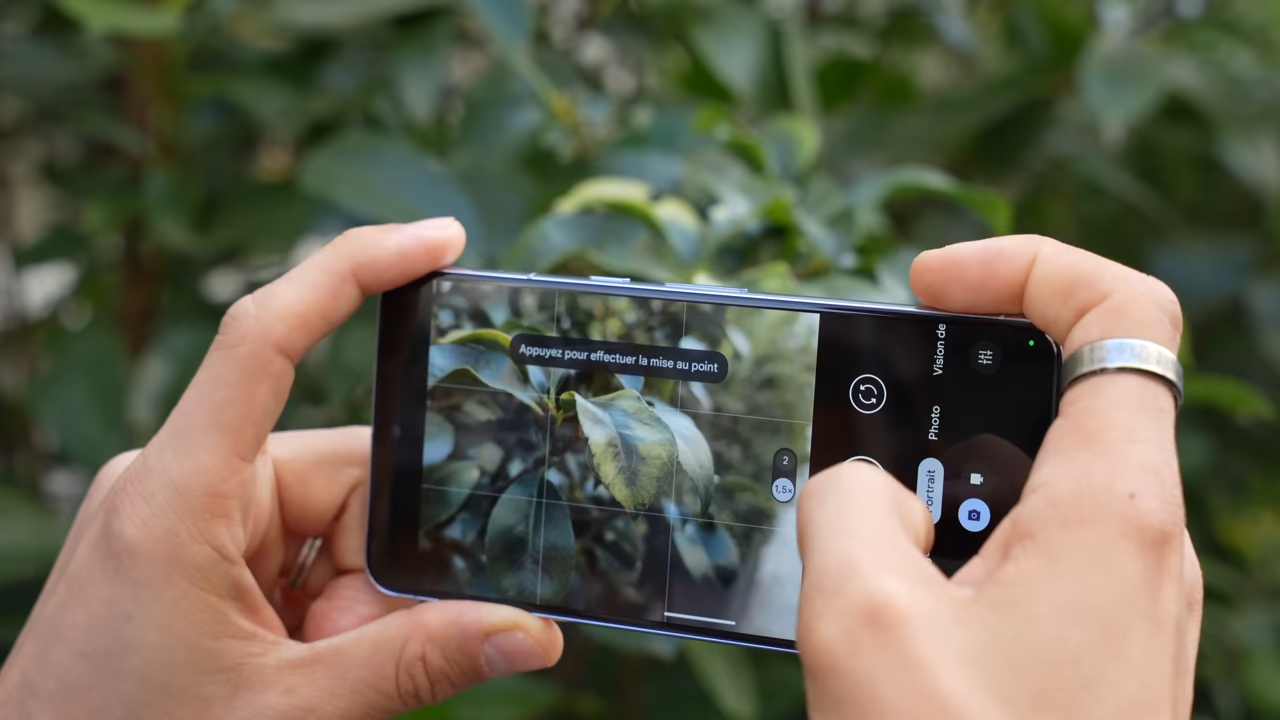 Appuyez pour effectuer la mise au point
2
1,5×
Vision de
Photo
ortrait